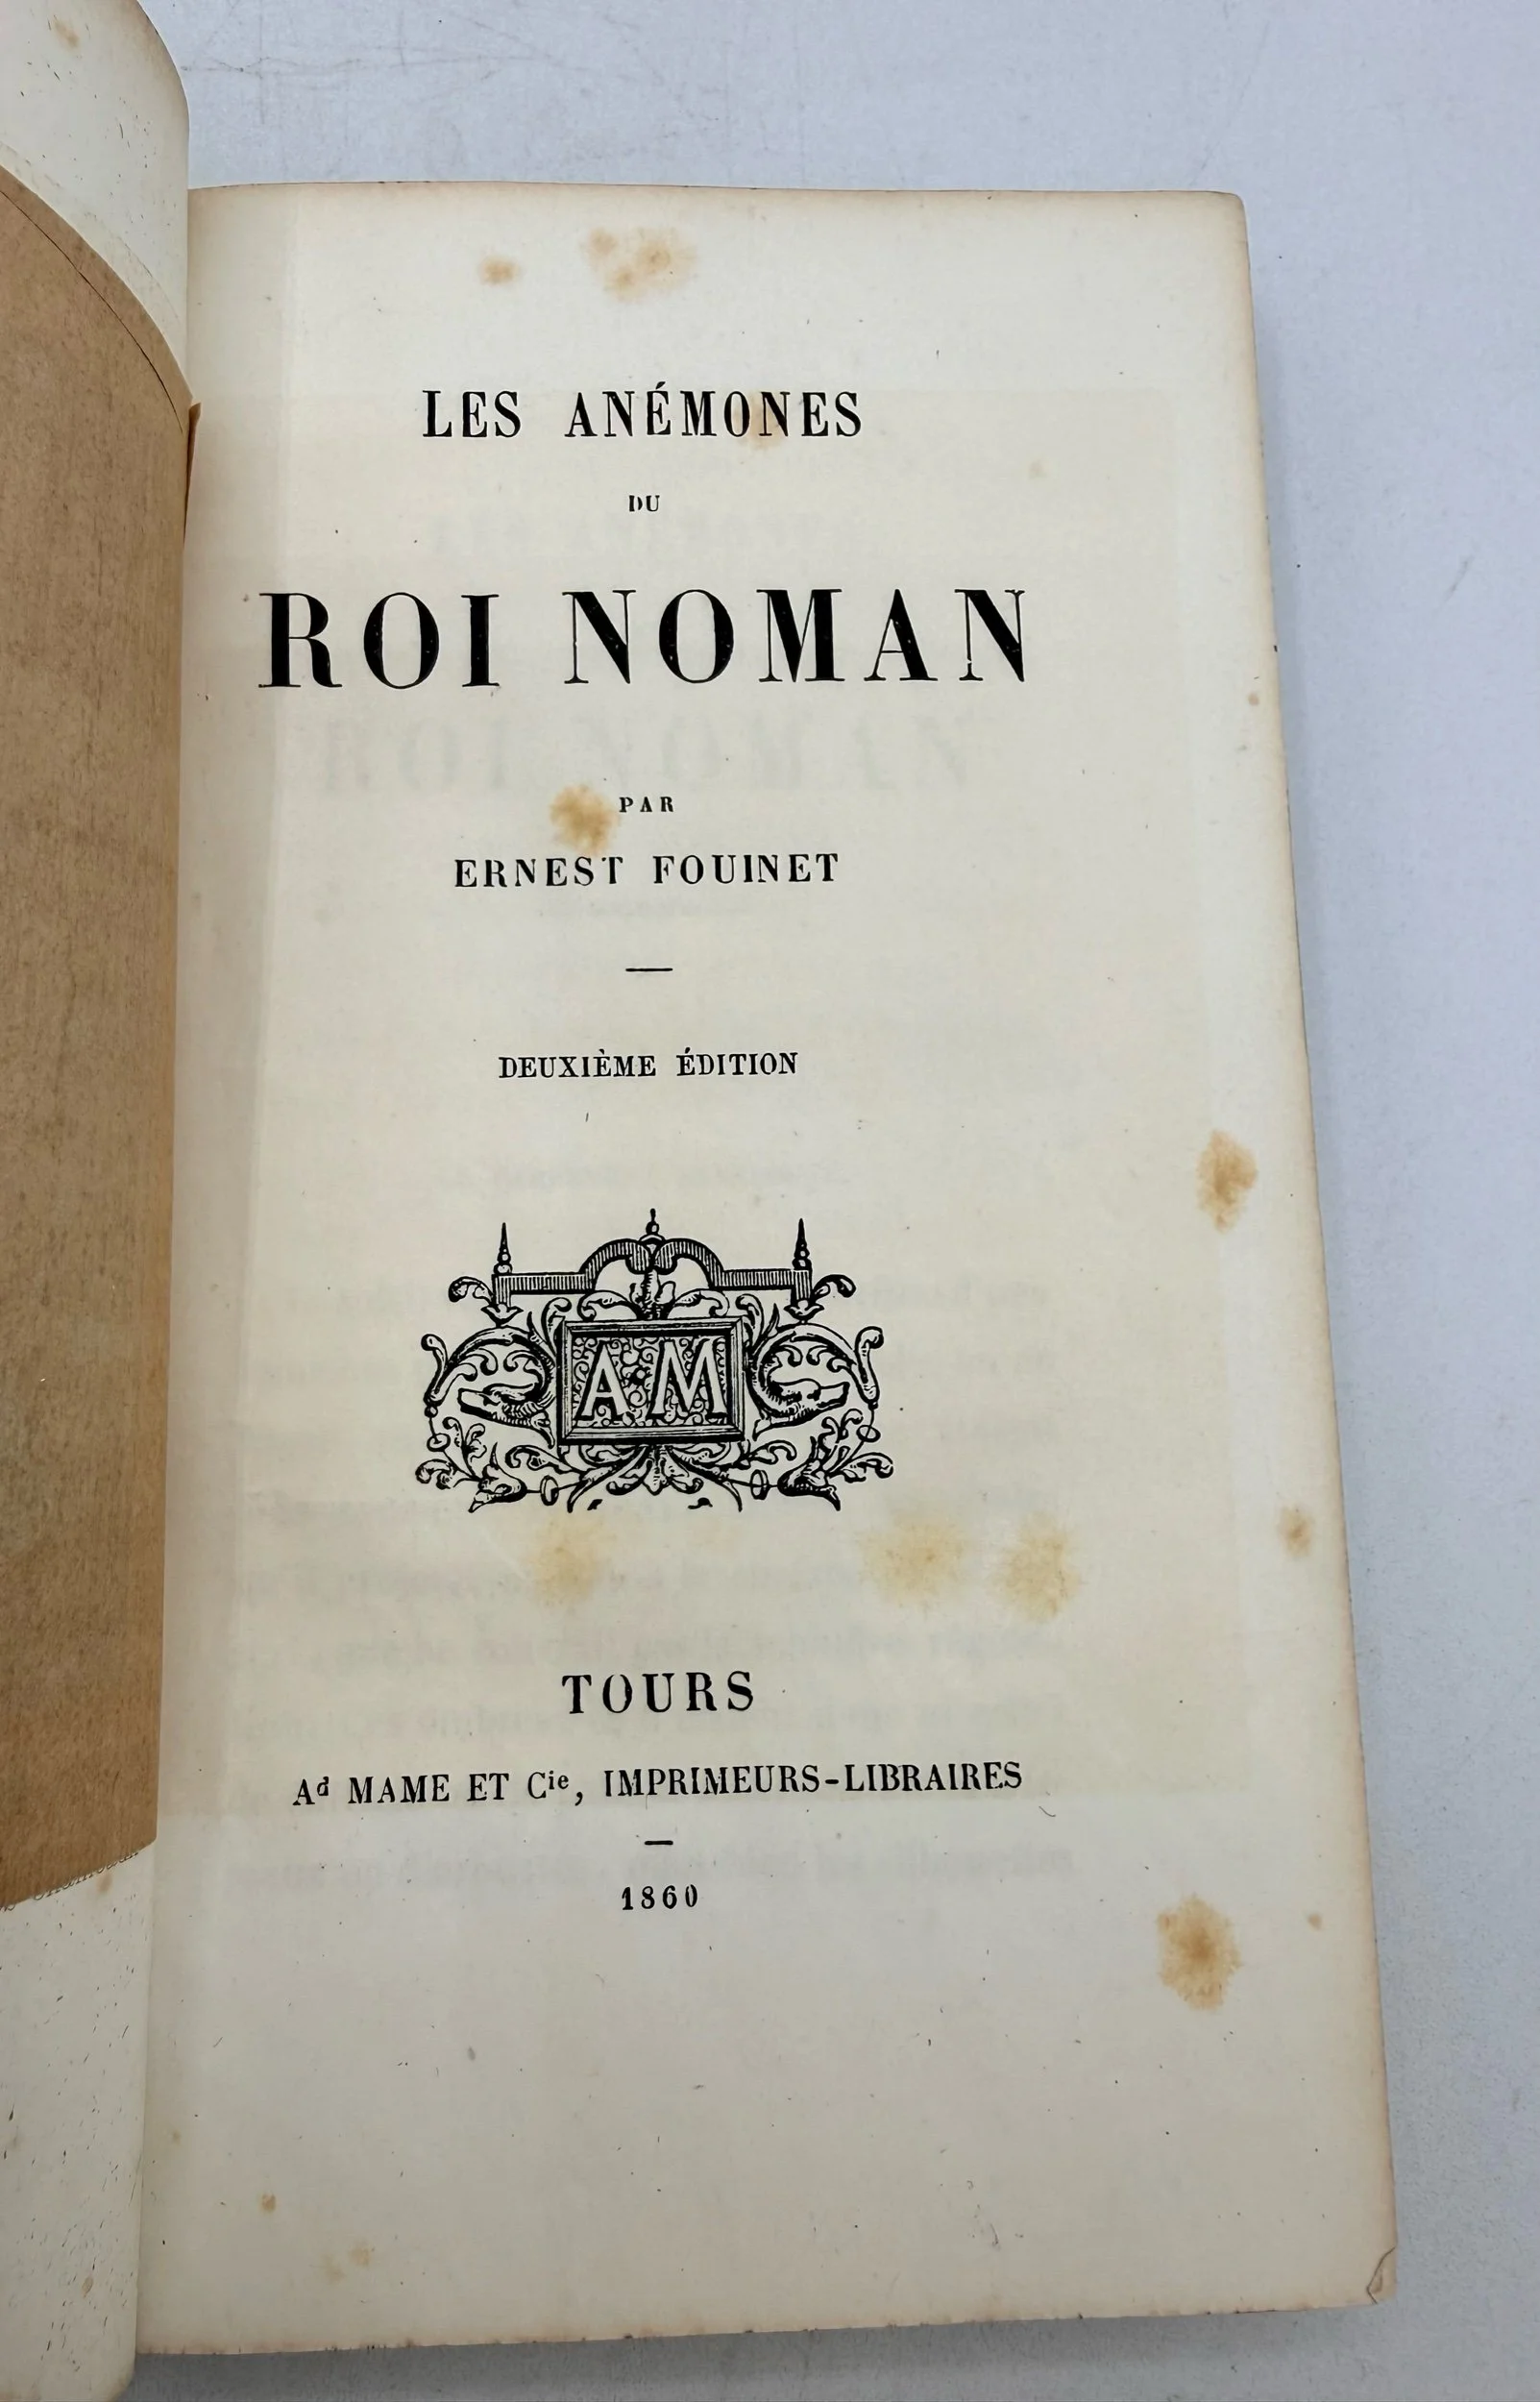 LES ANÉMONES
DU
ROI NOMAN
PAR
ERNEST FOUINET
DEUXIÈME ÉDITION
A M
TOURS
Ad MAME ET Cie, IMPRIMEURS-LIBRAIRES
1860